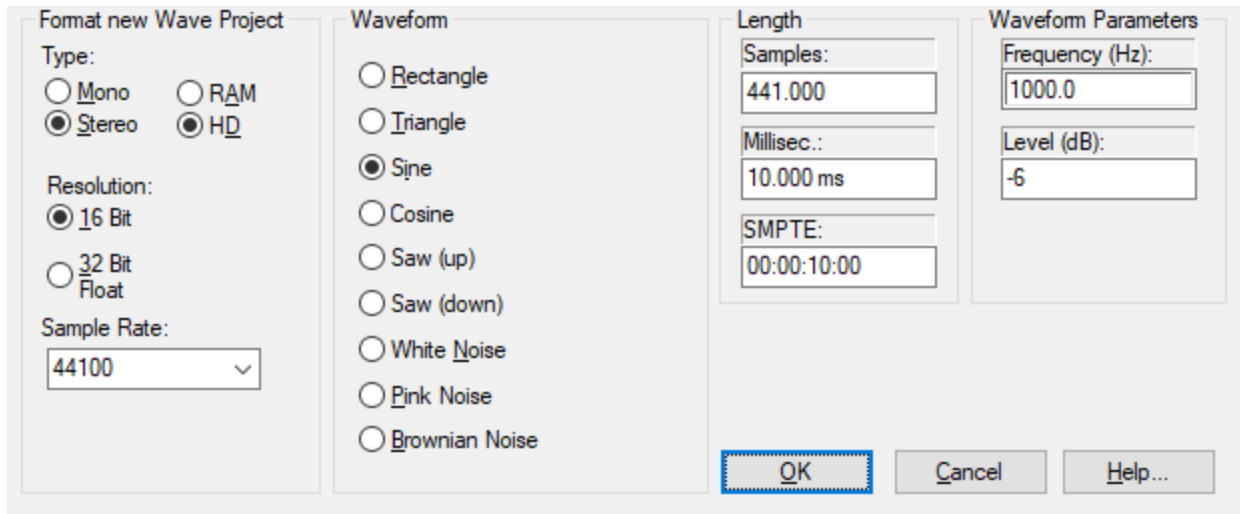 Format new Wave Project
Type:
Mono RAM
Stereo HD
Resolution:
16 Bit
32 Bit
Float
Sample Rate:
44100
Waveform
Rectangle
Triangle
Sine
Cosine
Saw (up)
Saw (down)
White Noise
Pink Noise
Brownian Noise
Length
Samples:
441.000
Millisec.:
10.000 ms
SMPTE:
00:00:10:00
Waveform Parameters
Frequency (Hz):
1000.0
Level (dB):
-6
OK Cancel Help...